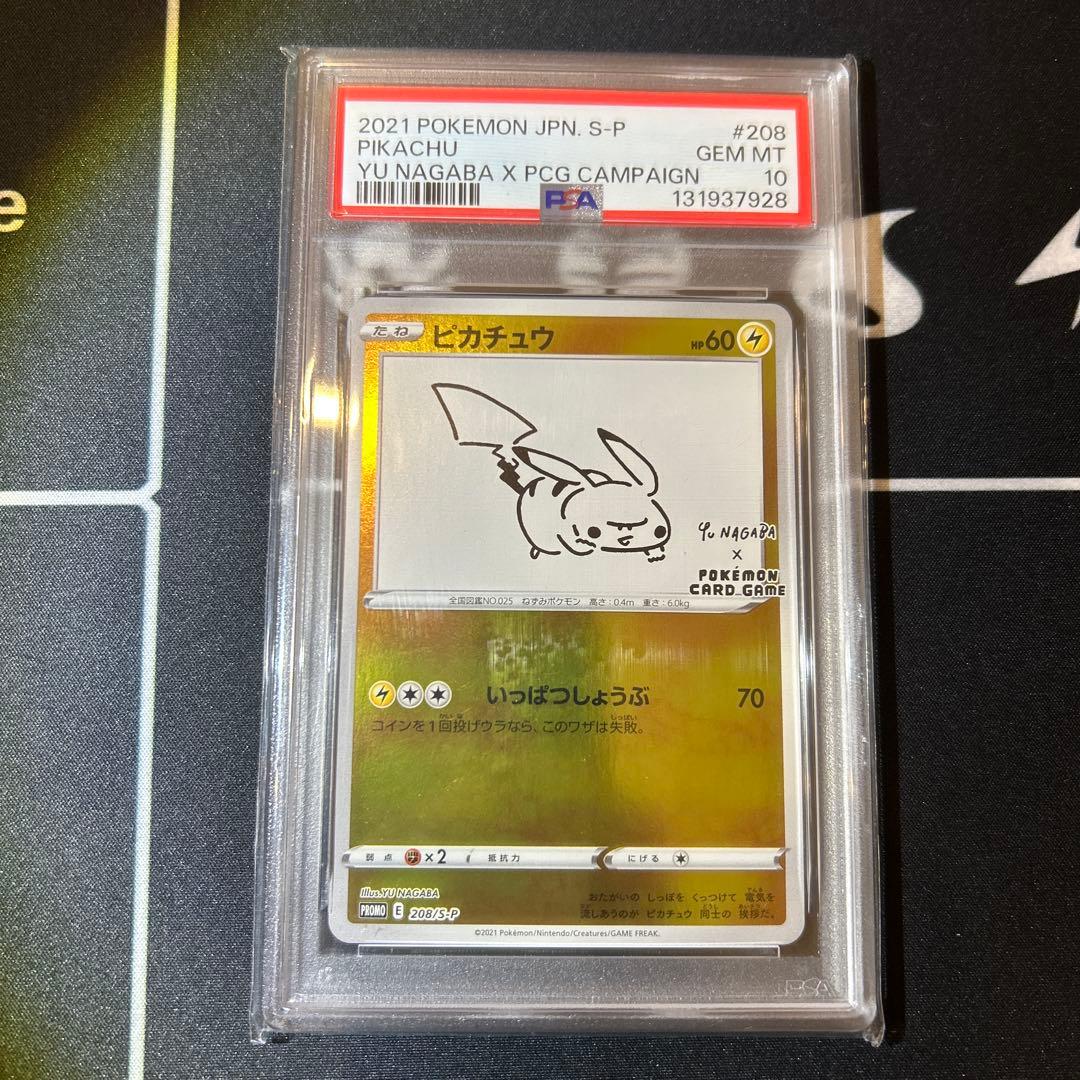 2021 POKEMON JPN. S-P #208
PIKACHU GEM MT
YU NAGABA X PCG CAMPAIGN 10
PSA 131937928
e
たね ピカチュウ HP60
Yu NAGABA
X
POKÉMON
CARD GAME
全国図鑑NO.025 ねずみポケモン 高さ:0.4m 重さ:6.0kg
いっぱつしょうぶ 70
コインを1回投げウラなら、このワザは失敗。
弱点 ×2 抵抗力 にげる
Illus.YU NAGABA
おたがいの しっぽを くっつけて 電気を
流しあうのが ピカチュウ 同士の 挨拶だ。
PROMO E 208/S-P
©2021 Pokémon/Nintendo/Creatures/GAME FREAK.
PSA